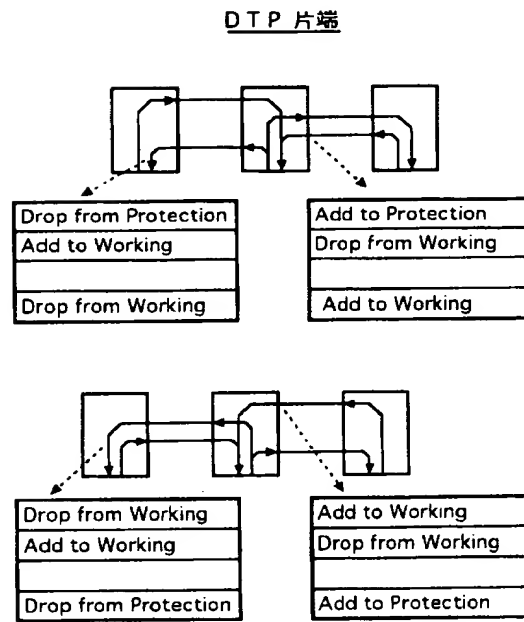 DTP 片端
Drop from Protection
Add to Working
Drop from Working
Add to Protection
Drop from Working
Add to Working
Drop from Working
Add to Working
Drop from Protection
Add to Working
Drop from Working
Add to Protection